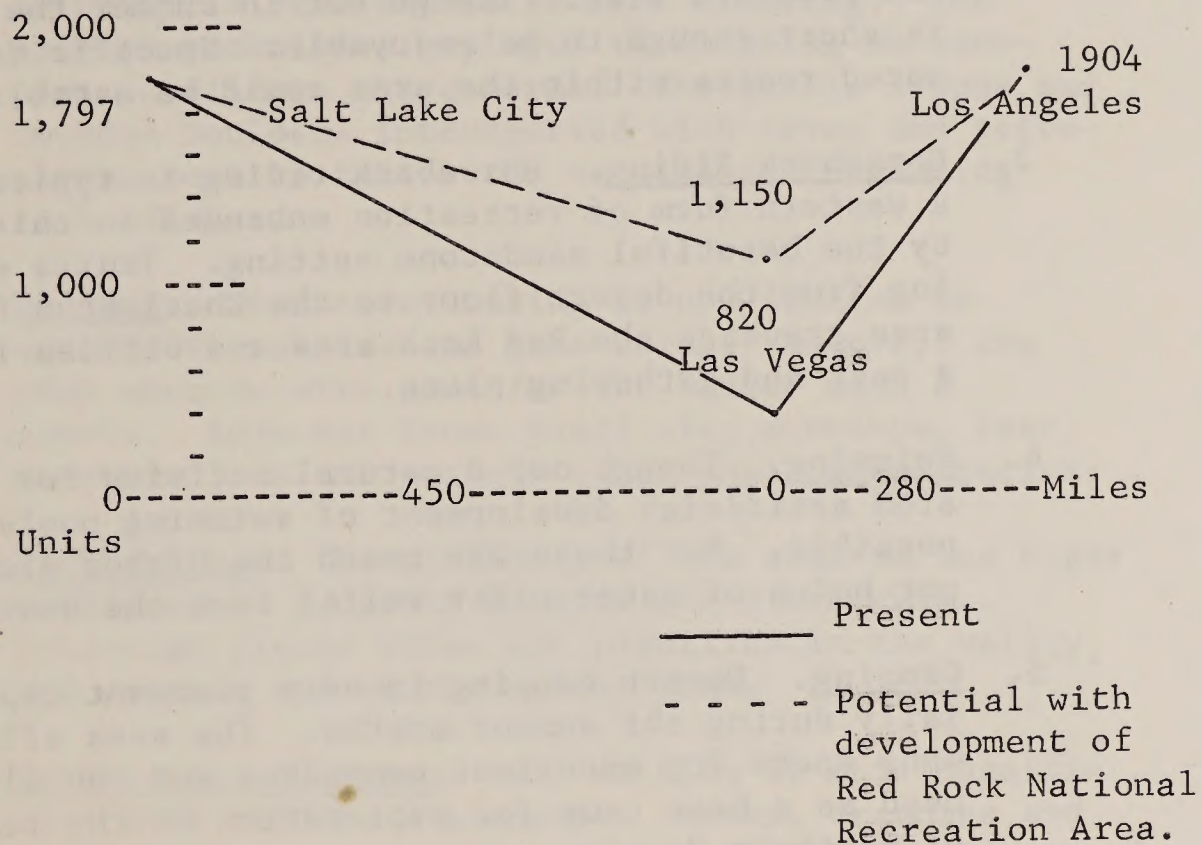 2,000
1904
Salt Lake City
Los Angeles
1,797
1,150
1,000
820
Las Vegas
0 450 0 280 Miles
Units
Present
Potential with
development of
Red Rock National
Recreation Area.